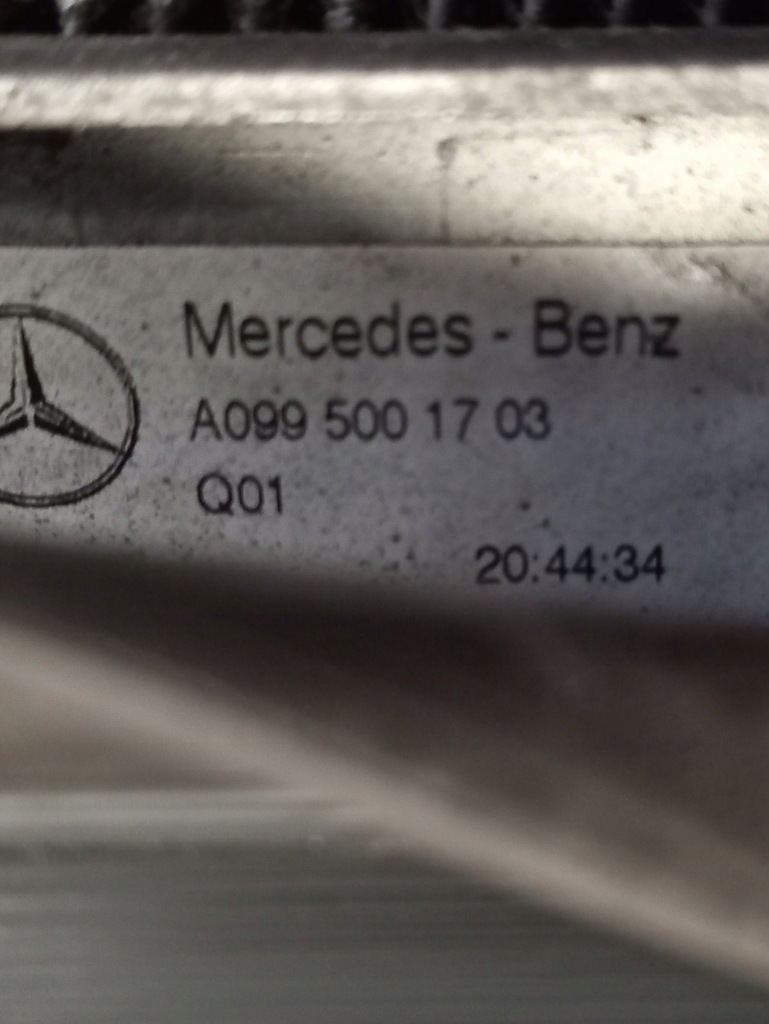 Mercedes - Benz
A099 500 17 03
Q01
20:44:34